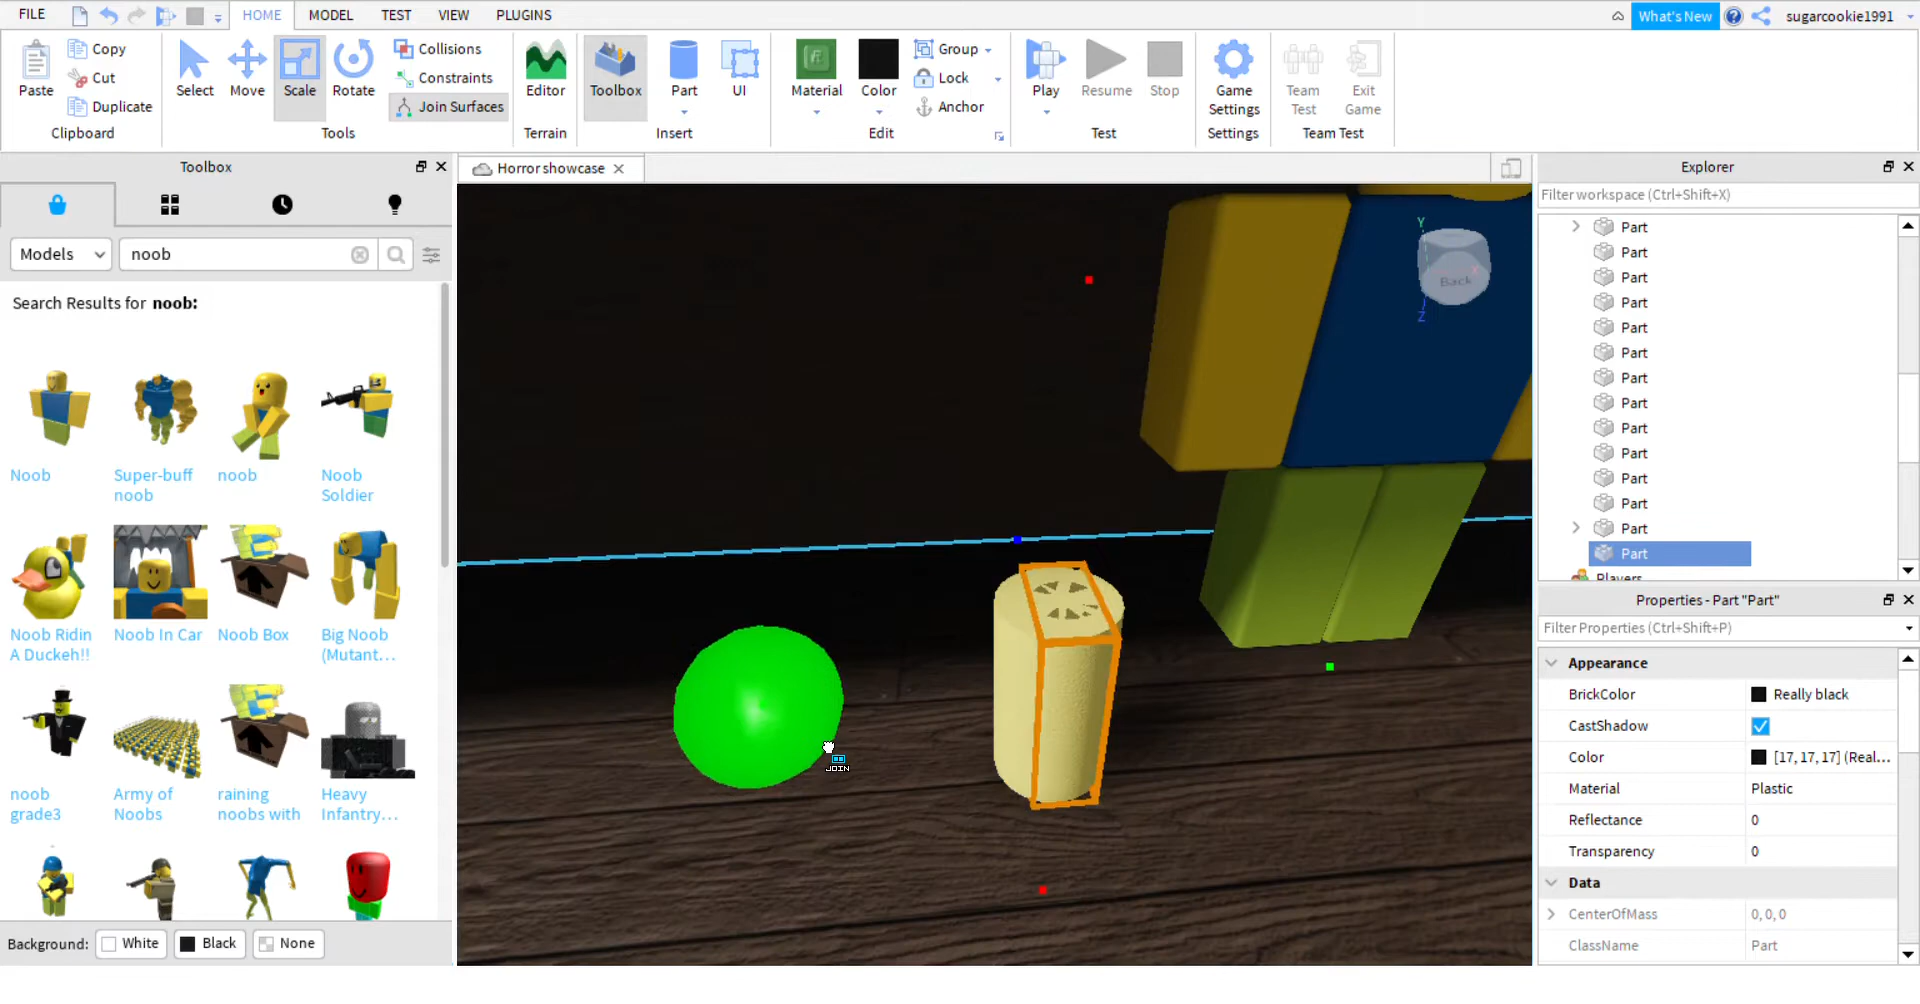 FILE HOME MODEL TEST VIEW PLUGINS What's New sugarcookie1991
Paste Copy Cut Duplicate Clipboard
Select Move Scale Rotate Collisions Constraints Join Surfaces Tools
Editor Terrain
Toolbox Part UI Insert
Material Color Group Lock Anchor Edit
Play Resume Stop Test
Game Settings Settings
Team Test Exit Game Team Test
Toolbox
Models noob
Search Results for noob:
Noob Super-buff noob noob Noob Soldier
Noob Ridin A Duckeh!! Noob In Car Noob Box Big Noob (Mutant...
noob grade3 Army of Noobs raining noobs with Heavy Infantry...
Background: White Black None
Horror showcase
Y
Back
X
Z
JOIN
Explorer
Filter workspace (Ctrl+Shift+X)
Part
Part
Part
Part
Part
Part
Part
Part
Part
Part
Part
Part
Part
Part
Players
Properties - Part "Part"
Filter Properties (Ctrl+Shift+P)
Appearance
BrickColor Really black
CastShadow
Color [17, 17, 17] (Real...
Material Plastic
Reflectance 0
Transparency 0
Data
CenterOfMass 0, 0, 0
ClassName Part